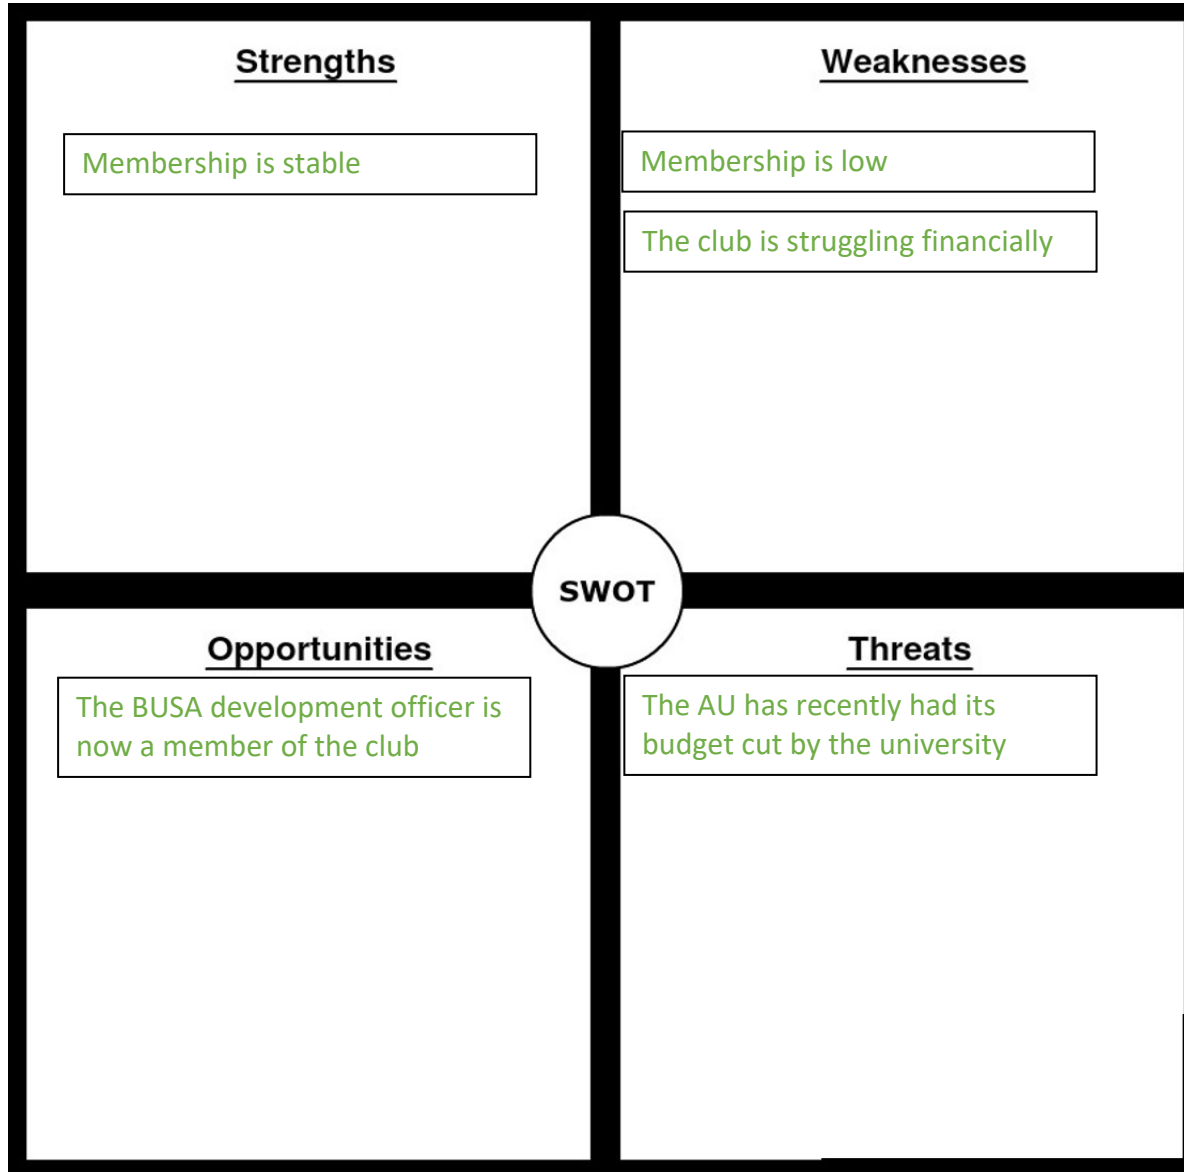 Strengths
Membership is stable
Weaknesses
Membership is low
The club is struggling financially
SWOT
Opportunities
The BUSA development officer is
now a member of the club
Threats
The AU has recently had its
budget cut by the university